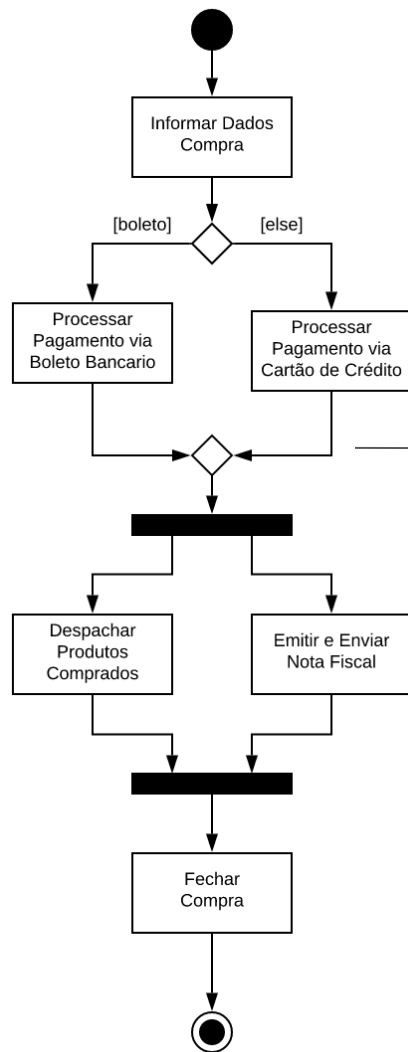 Informar Dados
Compra
[boleto]
[else]
Processar
Pagamento via
Boleto Bancario
Processar
Pagamento via
Cartão de Crédito
Despachar
Produtos
Comprados
Emitir e Enviar
Nota Fiscal
Fechar
Compra